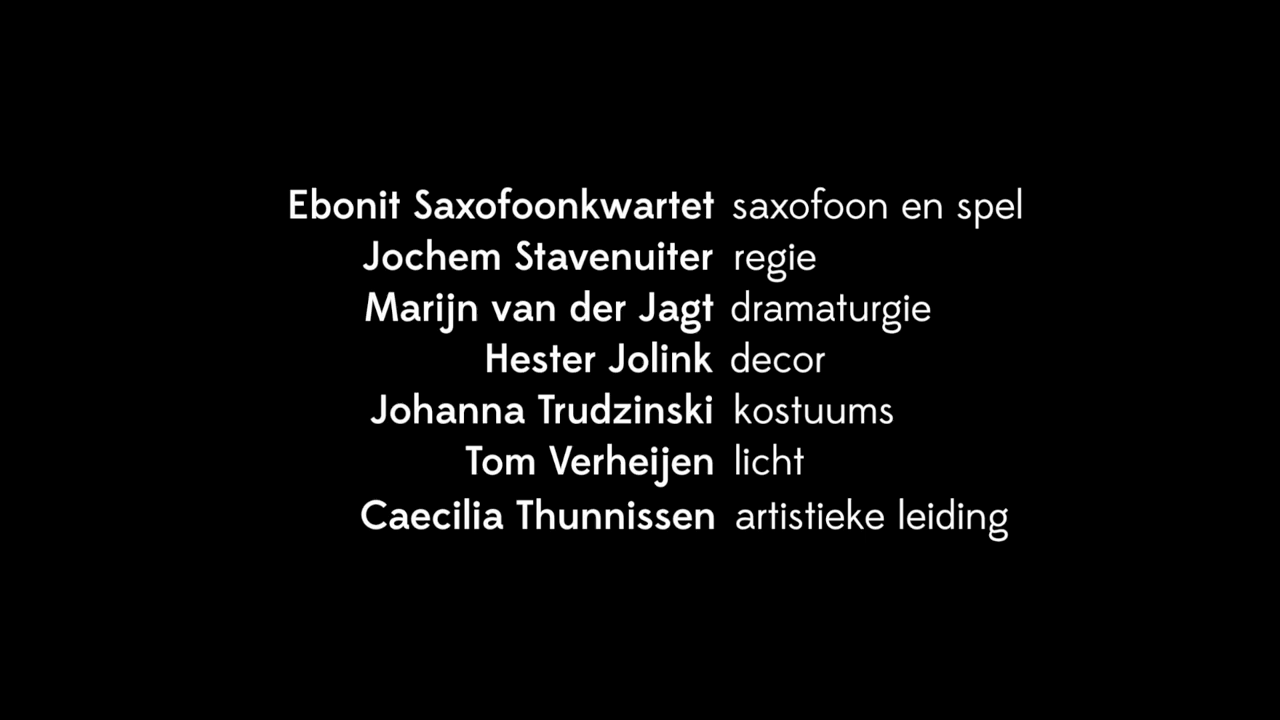 Ebonit Saxofoonkwartet saxofoon en spel
Jochem Stavenuiter regie
Marijn van der Jagt dramaturgie
Hester Jolink decor
Johanna Trudzinski kostuums
Tom Verheijen licht
Caecilia Thunnissen artistieke leiding